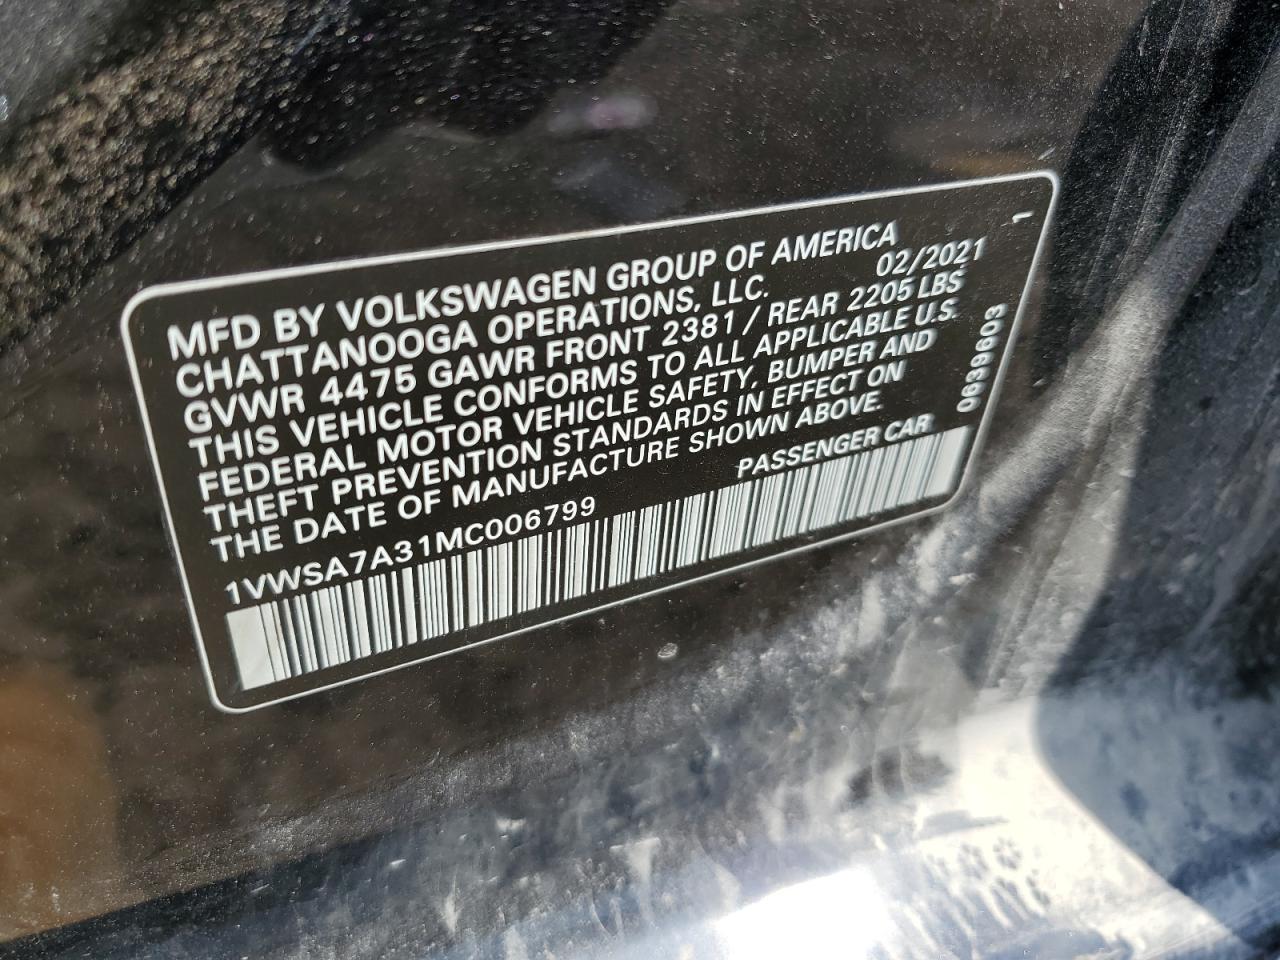 MFD BY VOLKSWAGEN GROUP OF AMERICA
CHATTANOOGA OPERATIONS, LLC. 02/2021
GVWR 4475 GAWR FRONT 2381 / REAR 2205 LBS
THIS VEHICLE CONFORMS TO ALL APPLICABLE U.S.
FEDERAL MOTOR VEHICLE SAFETY, BUMPER AND
THEFT PREVENTION STANDARDS IN EFFECT ON
THE DATE OF MANUFACTURE SHOWN ABOVE.
1VWSA7A31MC006799 PASSENGER CAR
0639603
1